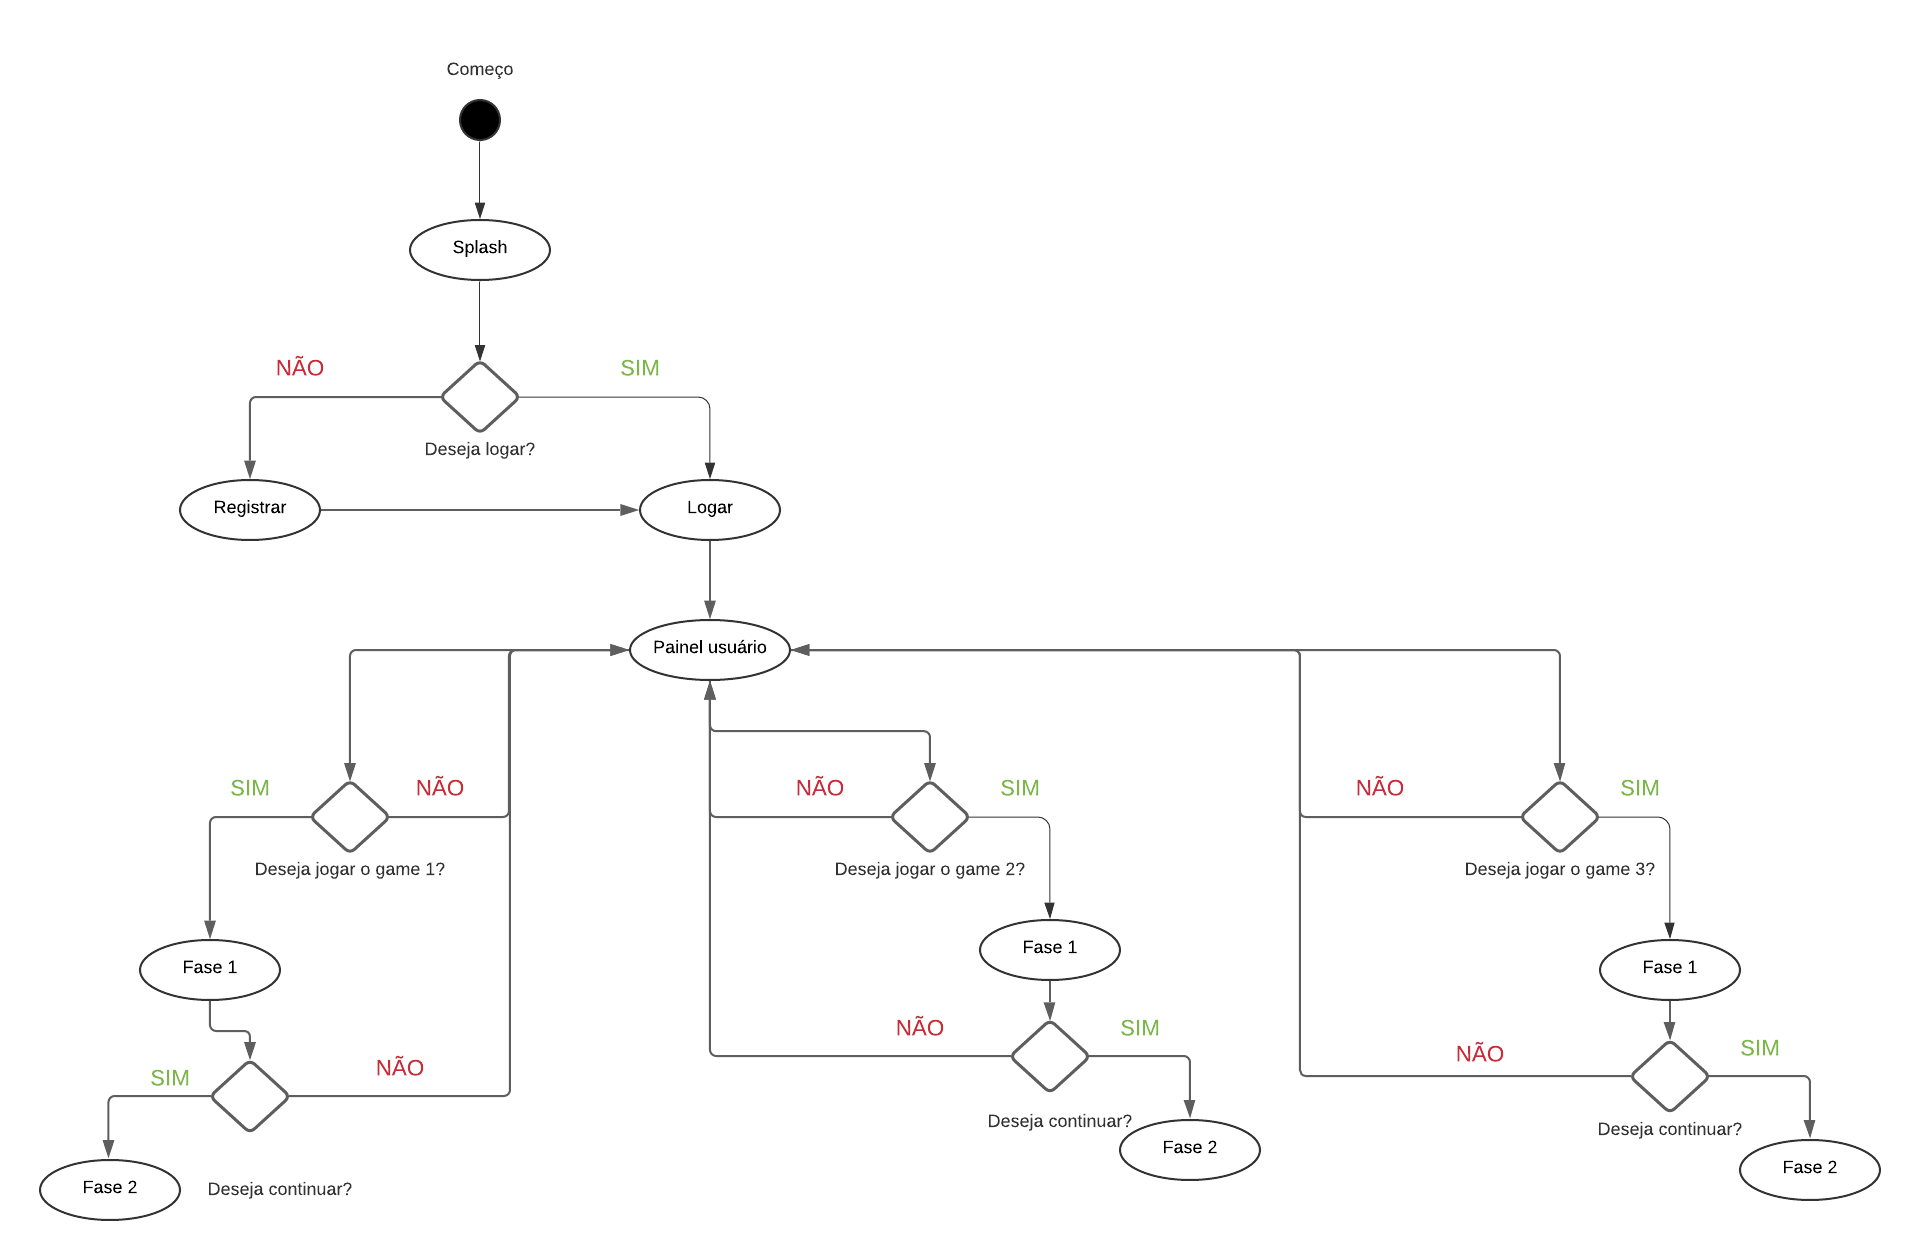 Começo
Splash
NÃO
SIM
Deseja logar?
Registrar
Logar
Painel usuário
SIM
NÃO
NÃO
SIM
NÃO
SIM
Deseja jogar o game 1?
Deseja jogar o game 2?
Deseja jogar o game 3?
Fase 1
Fase 1
Fase 1
SIM
NÃO
NÃO
SIM
NÃO
SIM
Deseja continuar?
Deseja continuar?
Deseja continuar?
Fase 2
Fase 2
Fase 2